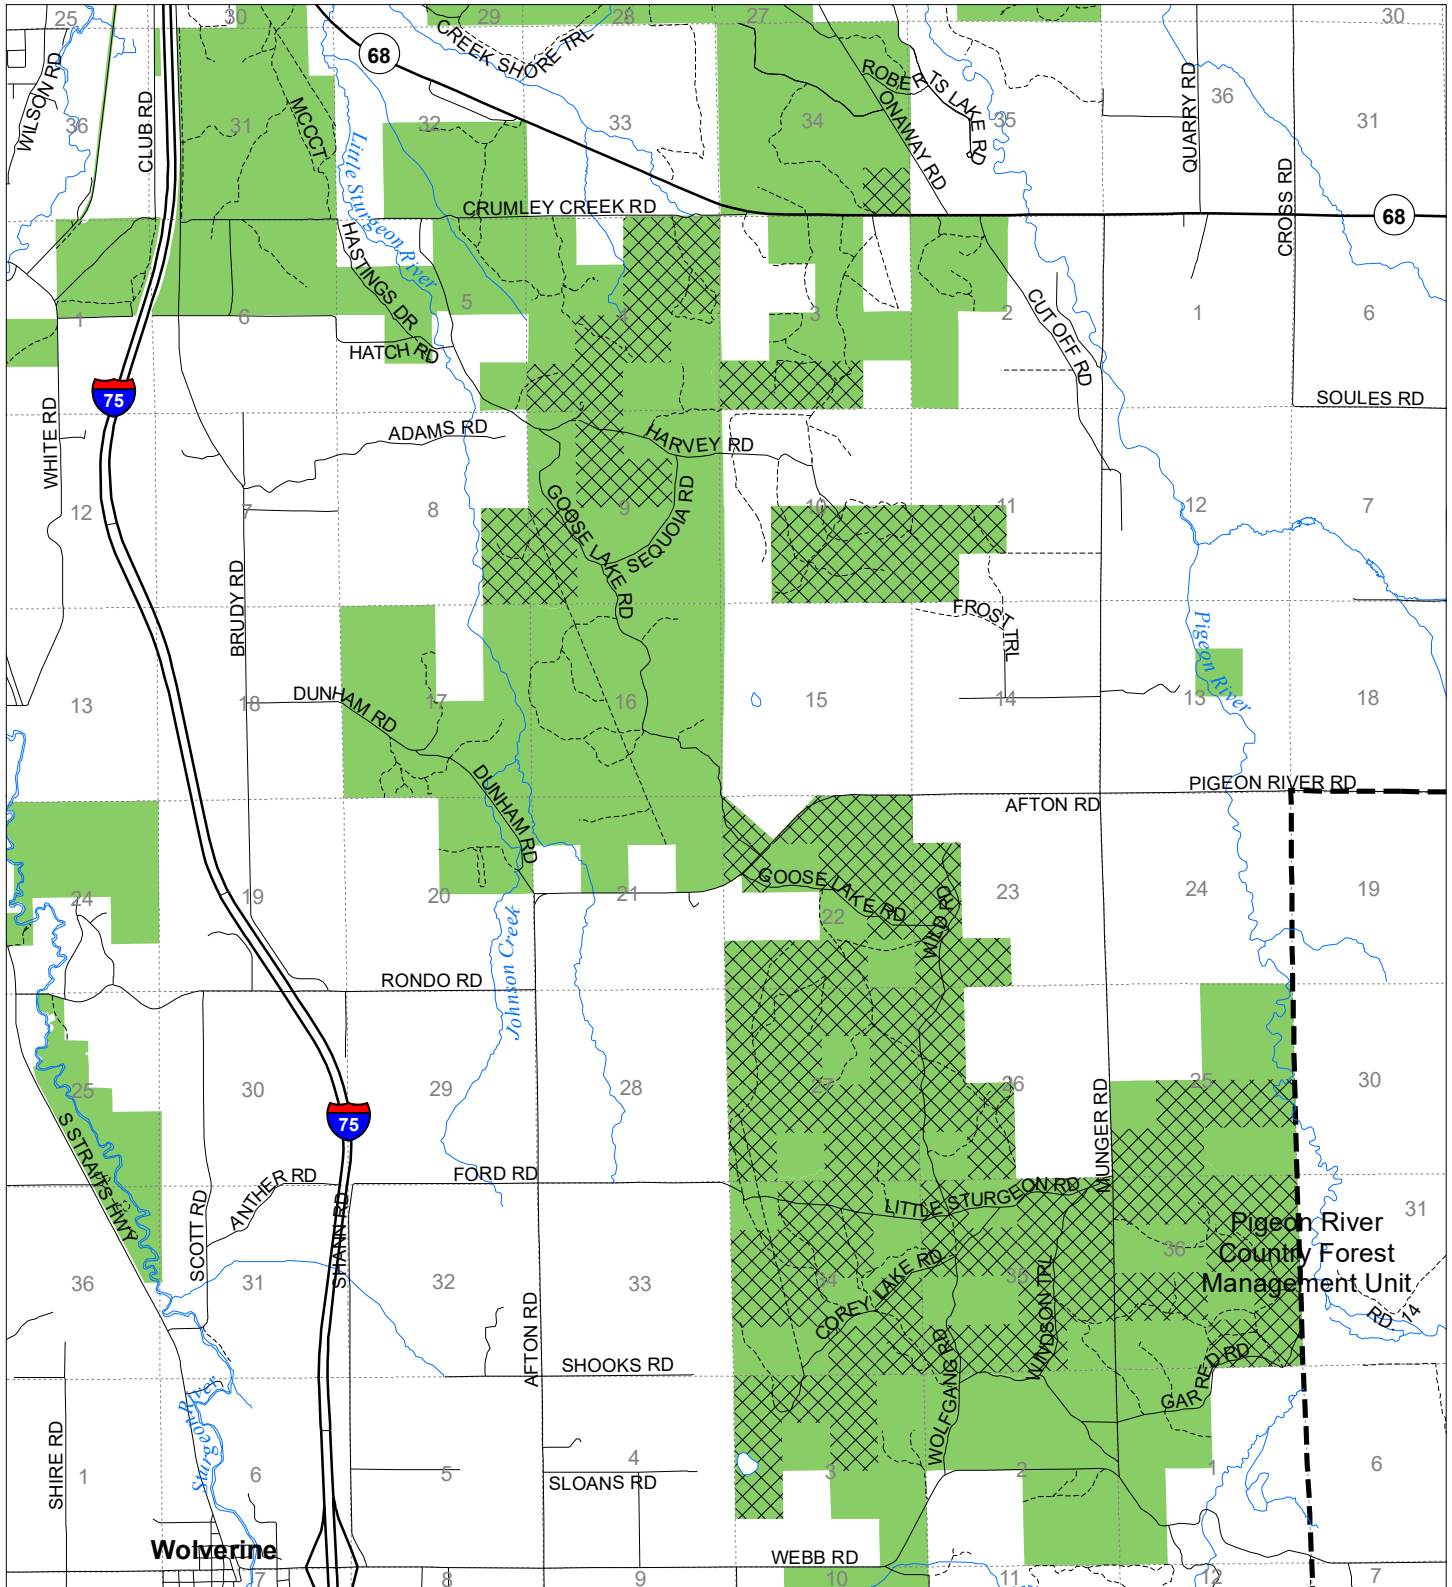 25
30
29
28
27
30
CREEK SHORE TRL
68
WILSON RD
36
CLUB RD
31
MCCCT
32
33
34
ROBERTS LAKE RD
ONAWAY RD
35
QUARRY RD
36
31
Little Sturgeon River
CRUMLEY CREEK RD
CROSS RD
68
HASTINGS DR
1
6
5
4
3
2
1
6
HATCH RD
CUT OFF RD
75
WHITE RD
SOULES RD
ADAMS RD
HARVEY RD
12
7
8
GOOSE LAKE RD
9
SEQUOIA RD
10
11
12
7
BRUDY RD
FROST TRL
Pigeon River
13
18
DUNHAM RD
17
16
15
14
13
18
DUNHAM RD
PIGEON RIVER RD
AFTON RD
24
19
20
21
GOOSE LAKE RD
22
WILD RD
23
24
19
Johnson Creek
RONDO RD
25
30
29
28
27
26
25
30
75
MUNGER RD
S STRAITS HWY
SCOTT RD
ANTHER RD
SHANN RD
FORD RD
LITTLE STURGEON RD
36
31
32
33
34
COREY LAKE RD
35
WINDSON TRL
36
31
Pigeon River
Country Forest
Management Unit
RD. 14
AFTON RD
SHOOKS RD
WOLFGANG RD
GARRED RD
SHIRE RD
Sturgeon River
1
6
5
4
SLOANS RD
3
2
1
6
Wolverine
WEBB RD
7
8
9
10
11
12
7